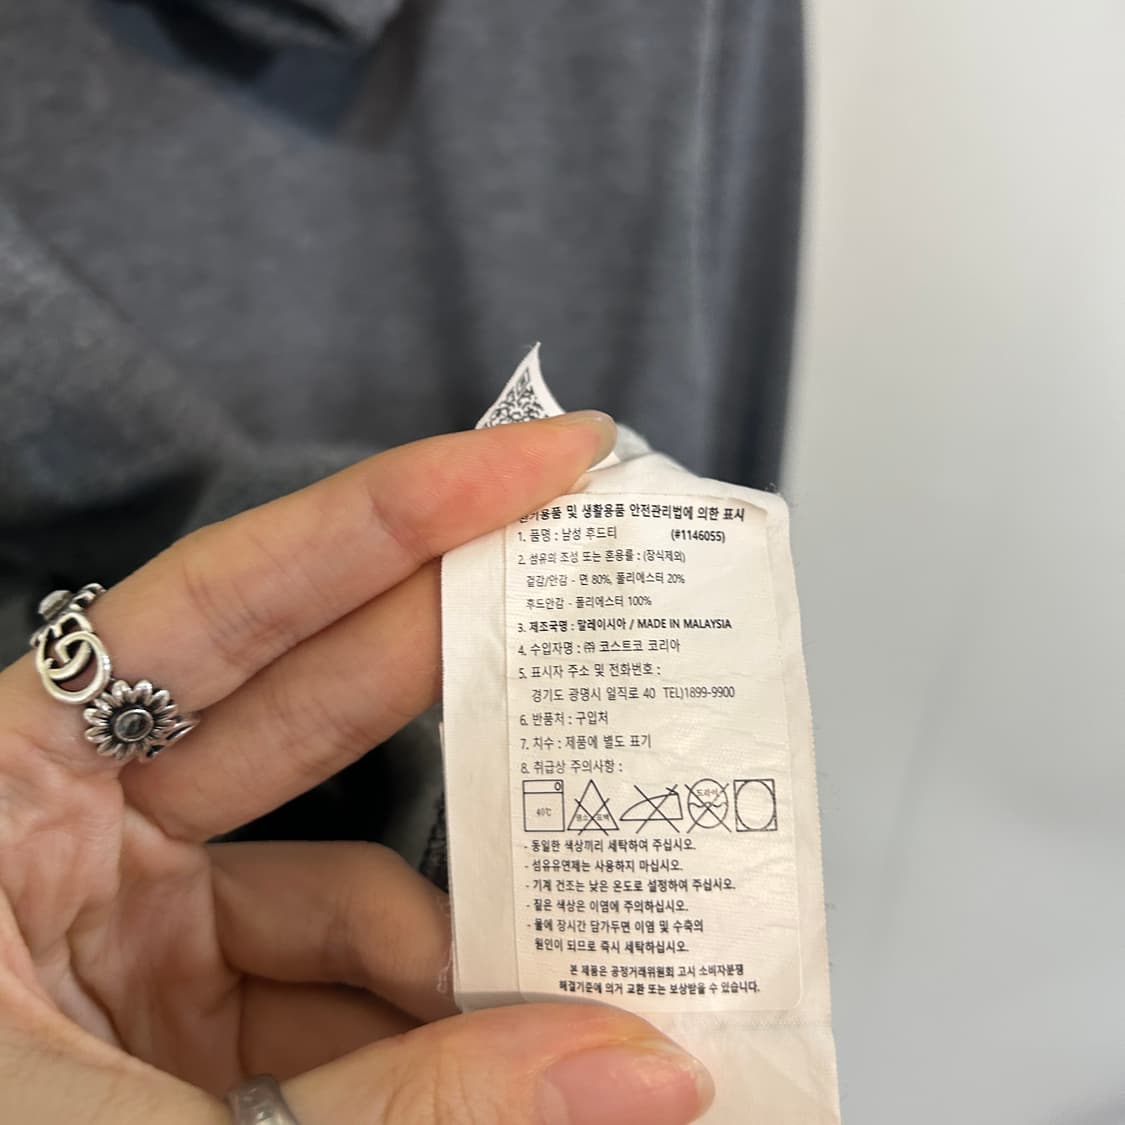 전기용품 및 생활용품 안전관리법에 의한 표시
1. 품명 : 남성 후드티 (#1146055)
2. 섬유의 조성 또는 혼용률 : (장식제외)
겉감/안감 - 면 80%, 폴리에스터 20%
후드안감 - 폴리에스터 100%
3. 제조국명 : 말레이시아 / MADE IN MALAYSIA
4. 수입자명 : ㈜ 코스트코 코리아
5. 표시자 주소 및 전화번호 :
경기도 광명시 일직로 40 TEL)1899-9900
6. 반품처 : 구입처
7. 치수 : 제품에 별도 표기
8. 취급상 주의사항 :
40℃ 염소 표백 드라이
- 동일한 색상끼리 세탁하여 주십시오.
- 섬유유연제는 사용하지 마십시오.
- 기계 건조는 낮은 온도로 설정하여 주십시오.
- 짙은 색상은 이염에 주의하십시오.
- 물에 장시간 담가두면 이염 및 수축의
원인이 되므로 즉시 세탁하십시오.
본 제품은 공정거래위원회 고시 소비자분쟁
해결기준에 의거 교환 또는 보상받을 수 있습니다.